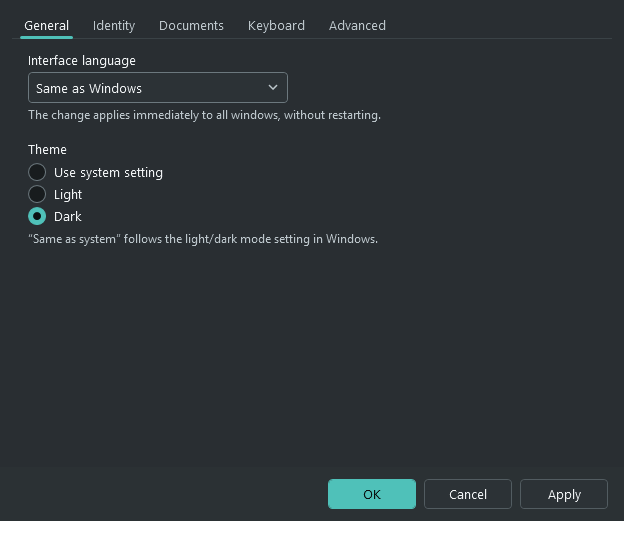 General Identity Documents Keyboard Advanced
Interface language
Same as Windows
The change applies immediately to all windows, without restarting.
Theme
Use system setting
Light
Dark
"Same as system" follows the light/dark mode setting in Windows.
OK Cancel Apply